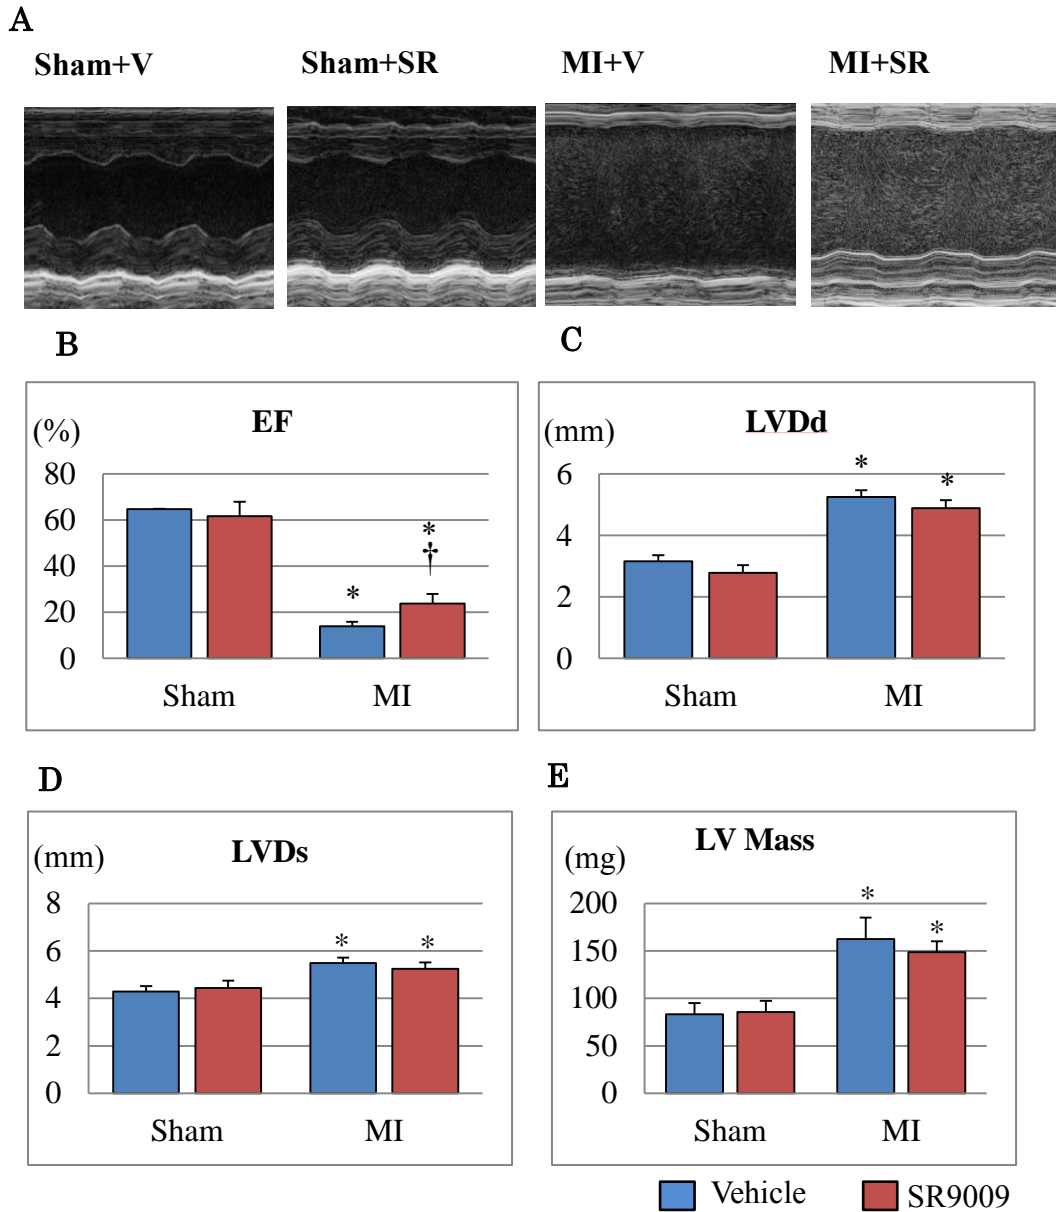 A
Sham+V Sham+SR MI+V MI+SR
B
EF
(%)
80
60
40
20
0
*
*
†
Sham MI
C
LVDd
(mm)
6
4
2
0
*
*
Sham MI
D
LVDs
(mm)
8
6
4
2
0
*
*
Sham MI
E
LV Mass
(mg)
200
150
100
50
0
*
*
Sham MI
Vehicle SR9009